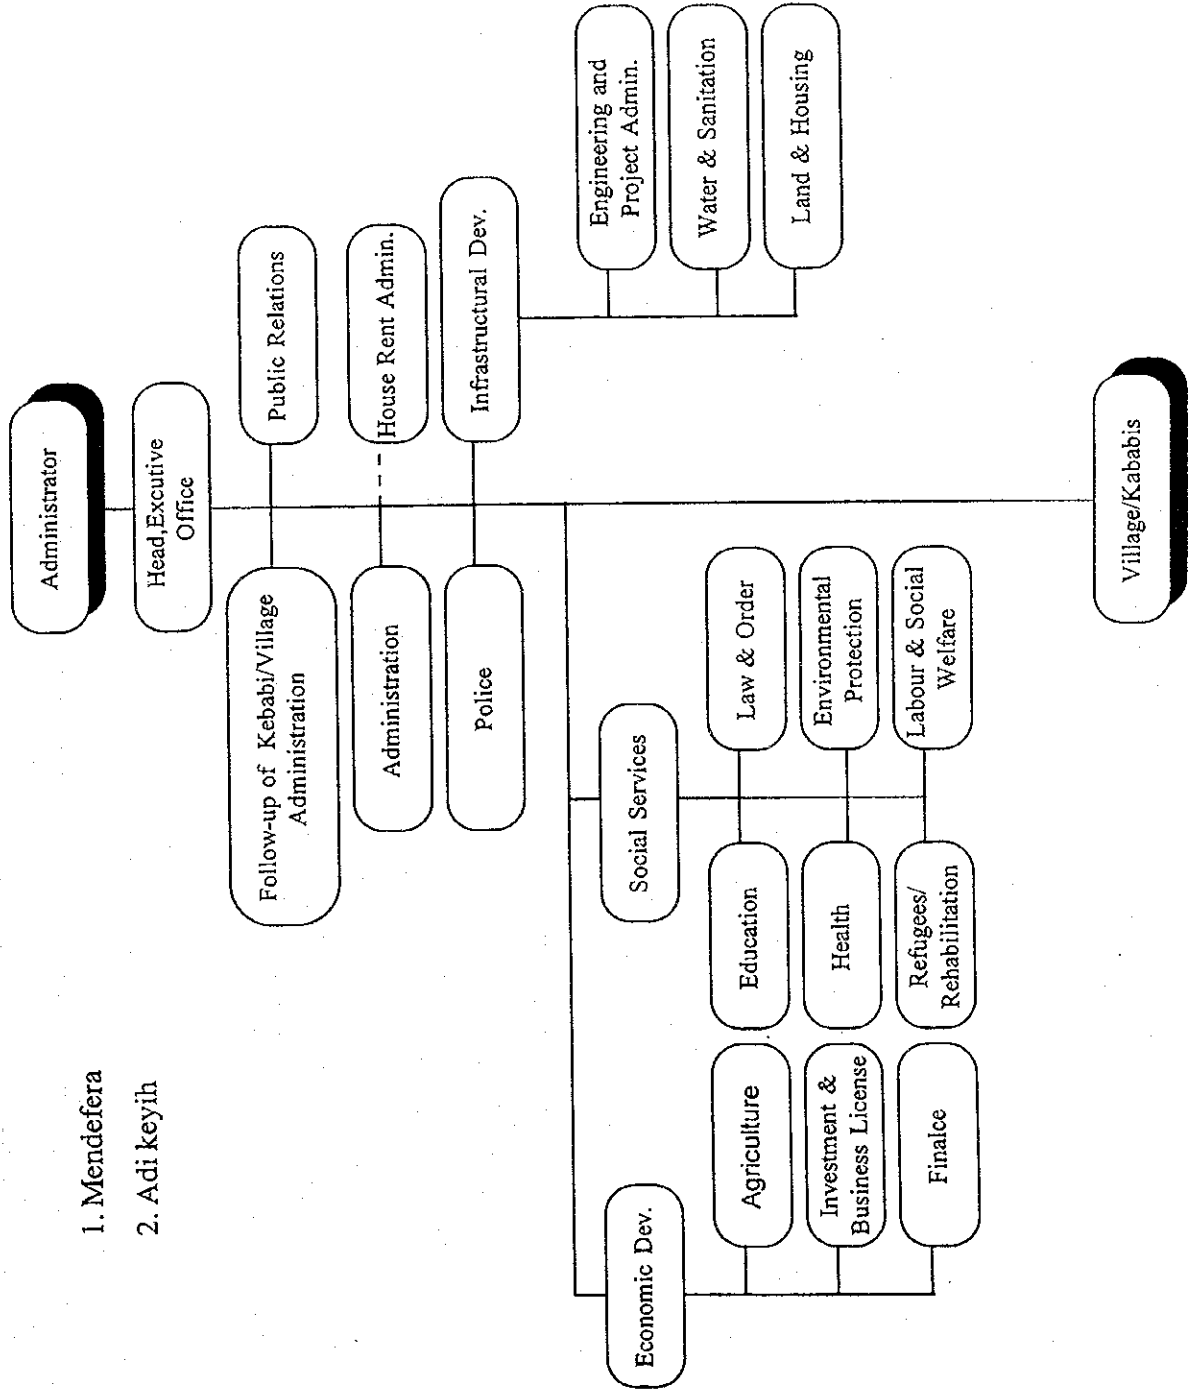 1. Mendefera
2. Adi keyih
Administrator
Head,Excutive
Office
Follow-up of Kebabi/Village
Administration
Public Relations
Administration
House Rent Admin.
Police
Infrastructural Dev.
Engineering and
Project Admin.
Water & Sanitation
Land & Housing
Economic Dev.
Social Services
Agriculture
Investment &
Business License
Finalce
Education
Law & Order
Health
Environmental
Protection
Refugees/
Rehabilitation
Labour & Social
Welfare
Village/Kababis